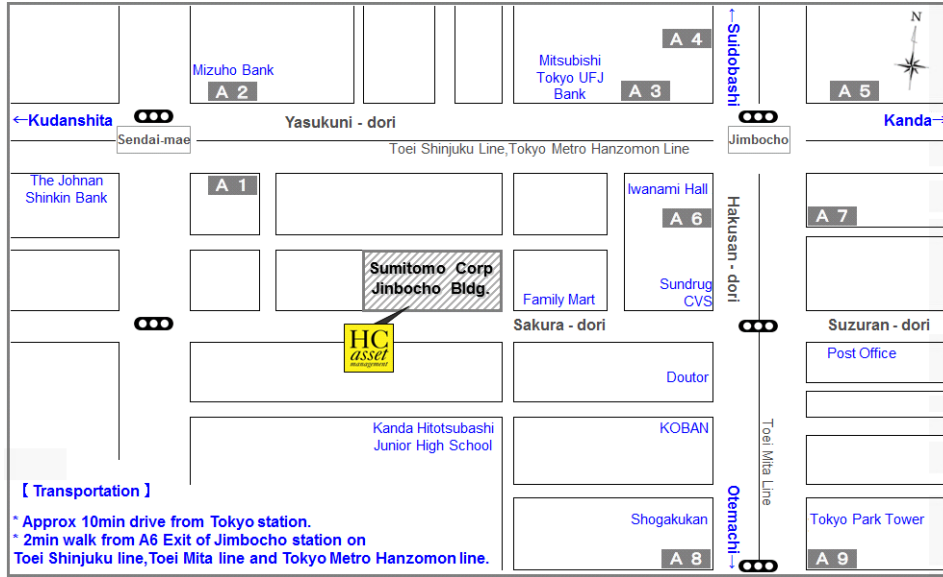 ←Suidobashi
N
A 4
Mizuho Bank
Mitsubishi
Tokyo UFJ
Bank
A 2
A 3
A 5
←Kudanshita
Yasukuni - dori
Kanda→
Sendai-mae
Toei Shinjuku Line,Tokyo Metro Hanzomon Line
Jimbocho
The Johnan
Shinkin Bank
A 1
Iwanami Hall
A 6
A 7
Hakusan - dori
Sumitomo Corp
Jinbocho Bldg.
Family Mart
Sundrug
CVS
Sakura - dori
Suzuran - dori
HC
asset
management
Post Office
Doutor
Kanda Hitotsubashi
Junior High School
KOBAN
Toei Mita Line
【 Transportation 】
* Approx 10min drive from Tokyo station.
* 2min walk from A6 Exit of Jimbocho station on
Toei Shinjuku line,Toei Mita line and Tokyo Metro Hanzomon line.
Otemachi→
Shogakukan
Tokyo Park Tower
A 8
A 9